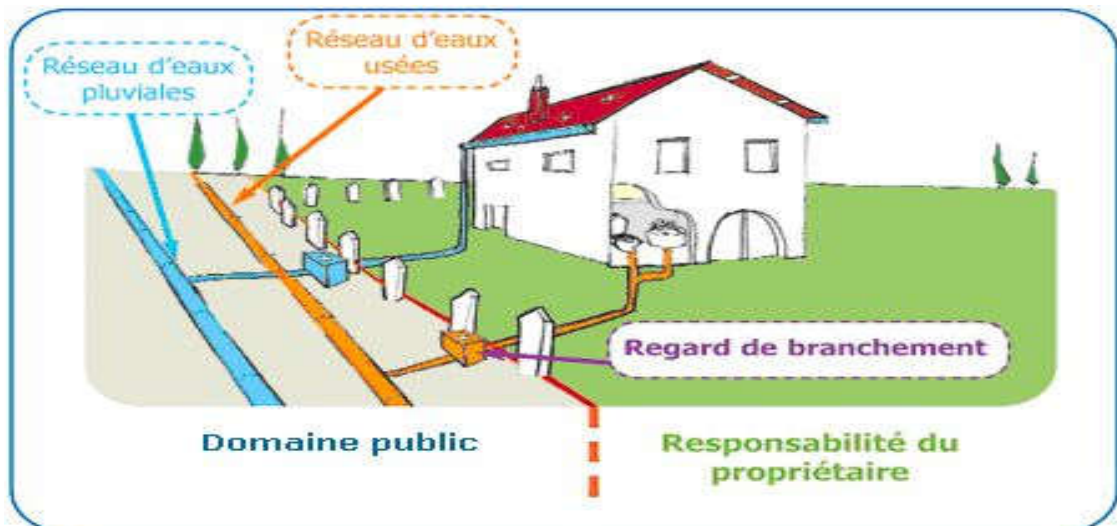 Réseau d'eaux
usées
Réseau d'eaux
pluviales
Regard de branchement
Domaine public
Responsabilité du
propriétaire